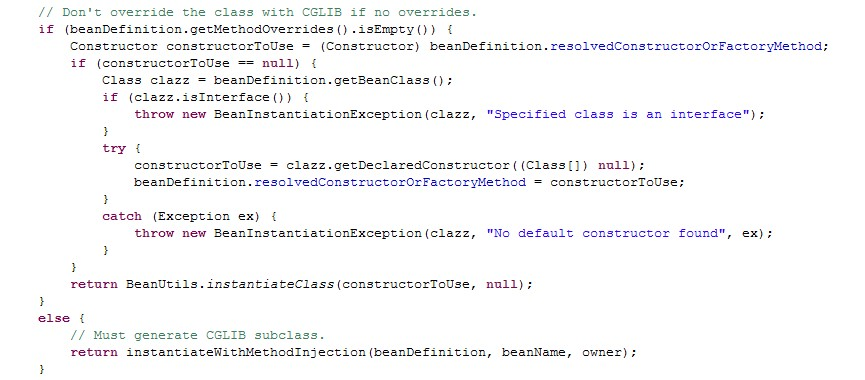 // Don't override the class with CGLIB if no overrides.
if (beanDefinition.getMethodOverrides().isEmpty()) {
Constructor constructorToUse = (Constructor) beanDefinition.resolvedConstructorOrFactoryMethod;
if (constructorToUse == null) {
Class clazz = beanDefinition.getBeanClass();
if (clazz.isInterface()) {
throw new BeanInstantiationException(clazz, "Specified class is an interface");
}
try {
constructorToUse = clazz.getDeclaredConstructor((Class[]) null);
beanDefinition.resolvedConstructorOrFactoryMethod = constructorToUse;
}
catch (Exception ex) {
throw new BeanInstantiationException(clazz, "No default constructor found", ex);
}
}
return BeanUtils.instantiateClass(constructorToUse, null);
}
else {
// Must generate CGLIB subclass.
return instantiateWithMethodInjection(beanDefinition, beanName, owner);
}